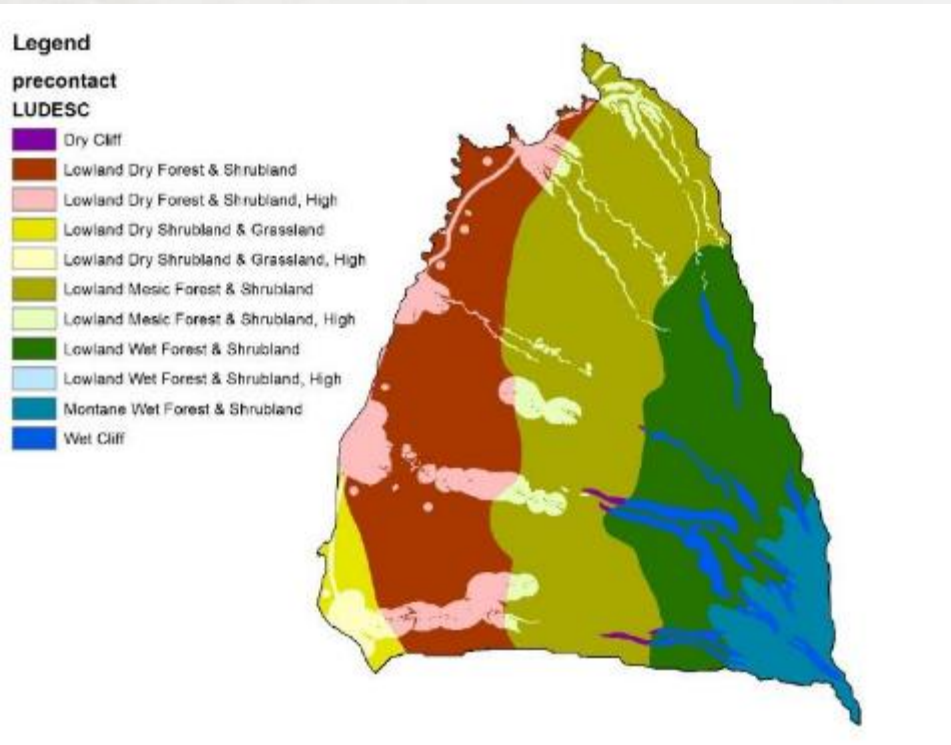 Legend
precontact
LUDESC
Dry Cliff
Lowland Dry Forest & Shrubland
Lowland Dry Forest & Shrubland, High
Lowland Dry Shrubland & Grassland
Lowland Dry Shrubland & Grassland, High
Lowland Mesic Forest & Shrubland
Lowland Mesic Forest & Shrubland, High
Lowland Wet Forest & Shrubland
Lowland Wet Forest & Shrubland, High
Montane Wet Forest & Shrubland
Wet Cliff